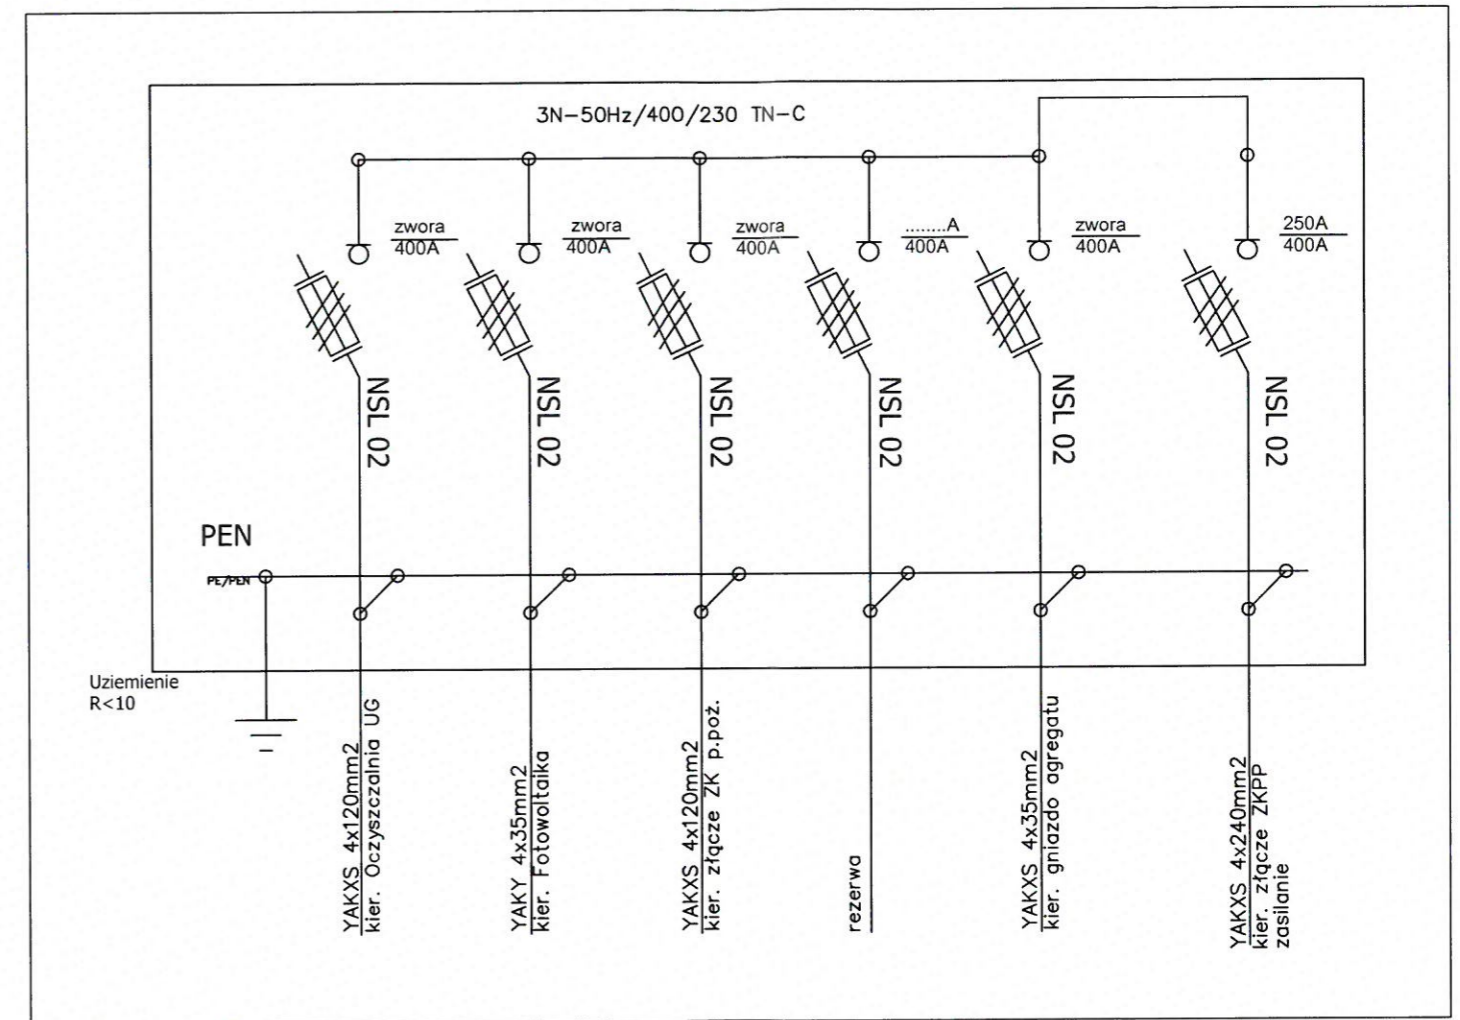 3N-50Hz/400/230 TN-C
zwora
400A
zwora
400A
zwora
400A
........A
400A
zwora
400A
250A
400A
NSL 02
NSL 02
NSL 02
NSL 02
NSL 02
NSL 02
PEN
PE/PEN
Uziemienie
R<10
YAKXS 4x120mm2
kier. Oczyszczalnia UG
YAKY 4x35mm2
kier. Fotowoltaika
YAKXS 4x120mm2
kier. złącze ZK p.poż.
rezerwa
YAKXS 4x35mm2
kier. gniazdo agregatu
YAKXS 4x240mm2
kier. złącze ZKPP
zasilanie